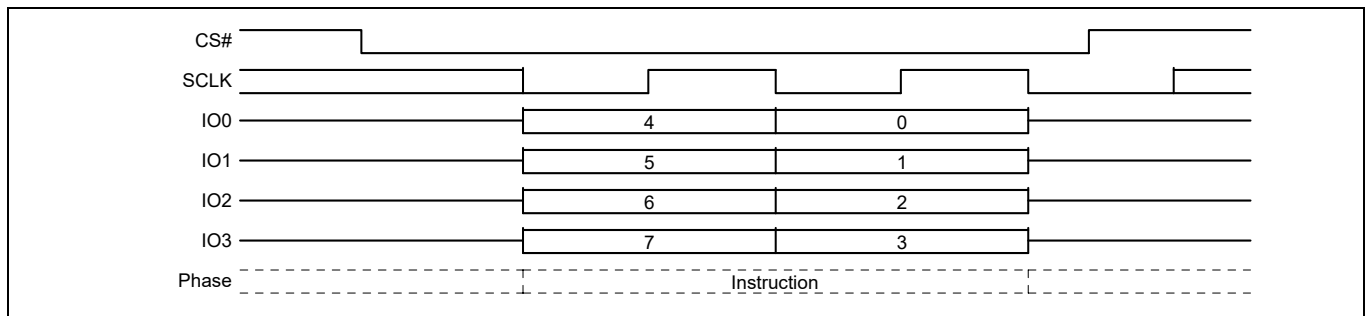 CS#
SCLK
IO0 4 0
IO1 5 1
IO2 6 2
IO3 7 3
Phase Instruction